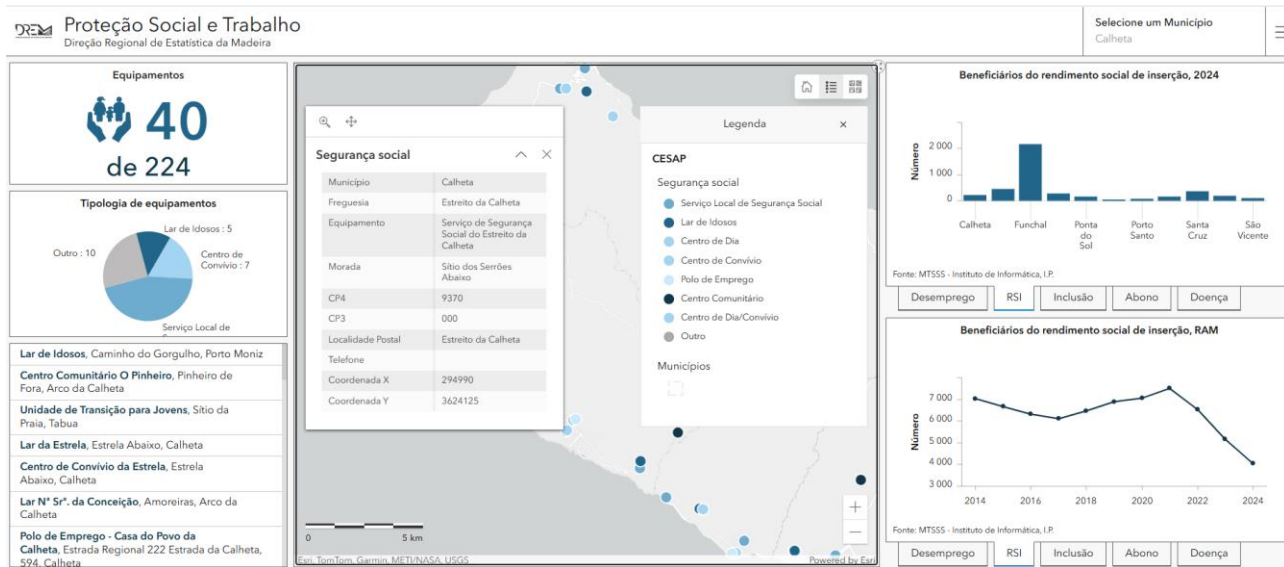 DREM
Proteção Social e Trabalho
Direção Regional de Estatística da Madeira
Selecione um Município
Calheta
Equipamentos
40
de 224
Tipologia de equipamentos
Lar de Idosos : 5
Outro : 10
Centro de
Convívio : 7
Serviço Local de
Lar de Idosos, Caminho do Gorgulho, Porto Moniz
Centro Comunitário O Pinheiro, Pinheiro de
Fora, Arco da Calheta
Unidade de Transição para Jovens, Sítio da
Praia, Tabua
Lar da Estrela, Estrela Abaixo, Calheta
Centro de Convívio da Estrela, Estrela
Abaixo, Calheta
Lar Nª Srª. da Conceição, Amoreiras, Arco da
Calheta
Polo de Emprego - Casa do Povo da
Calheta, Estrada Regional 222 Estrada da Calheta,
594, Calheta
Segurança social
Município Calheta
Freguesia Estreito da Calheta
Equipamento Serviço de Segurança
Social do Estreito da
Calheta
Morada Sítio dos Serrões
Abaixo
CP4 9370
CP3 000
Localidade Postal Estreito da Calheta
Telefone
Coordenada X 294990
Coordenada Y 3624125
Legenda
CESAP
Segurança social
Serviço Local de Segurança Social
Lar de Idosos
Centro de Dia
Centro de Convívio
Polo de Emprego
Centro Comunitário
Centro de Dia/Convívio
Outro
Municípios
0 5 km
Esri, TomTom, Garmin, METI/NASA, USGS
Powered by Esri
Beneficiários do rendimento social de inserção, 2024
Número
2 000
1 000
0
Calheta Funchal Ponta do Sol Porto Santo Santa Cruz São Vicente
Fonte: MTSSS - Instituto de Informática, I.P.
Desemprego RSI Inclusão Abono Doença
Beneficiários do rendimento social de inserção, RAM
Número
7 000
6 000
5 000
4 000
3 000
2014 2016 2018 2020 2022 2024
Fonte: MTSSS - Instituto de Informática, I.P.
Desemprego RSI Inclusão Abono Doença